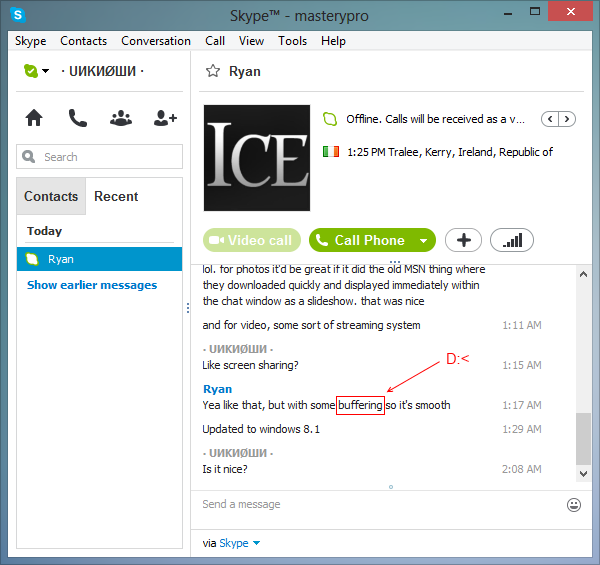 Skype™ - masterypro
Skype Contacts Conversation Call View Tools Help
· UИKИØШИ ·
Search
Contacts Recent
Today
Ryan
Show earlier messages
Ryan
ICE
Offline. Calls will be received as a v...
1:25 PM Tralee, Kerry, Ireland, Republic of
Video call
Call Phone
lol. for photos it'd be great if it did the old MSN thing where
they downloaded quickly and displayed immediately within
the chat window as a slideshow. that was nice
and for video, some sort of streaming system 1:11 AM
· UИKИØШИ ·
Like screen sharing? 1:15 AM
D:<
Ryan
Yea like that, but with some buffering so it's smooth 1:17 AM
Updated to windows 8.1 1:29 AM
· UИKИØШИ ·
Is it nice? 2:08 AM
Send a message
via Skype